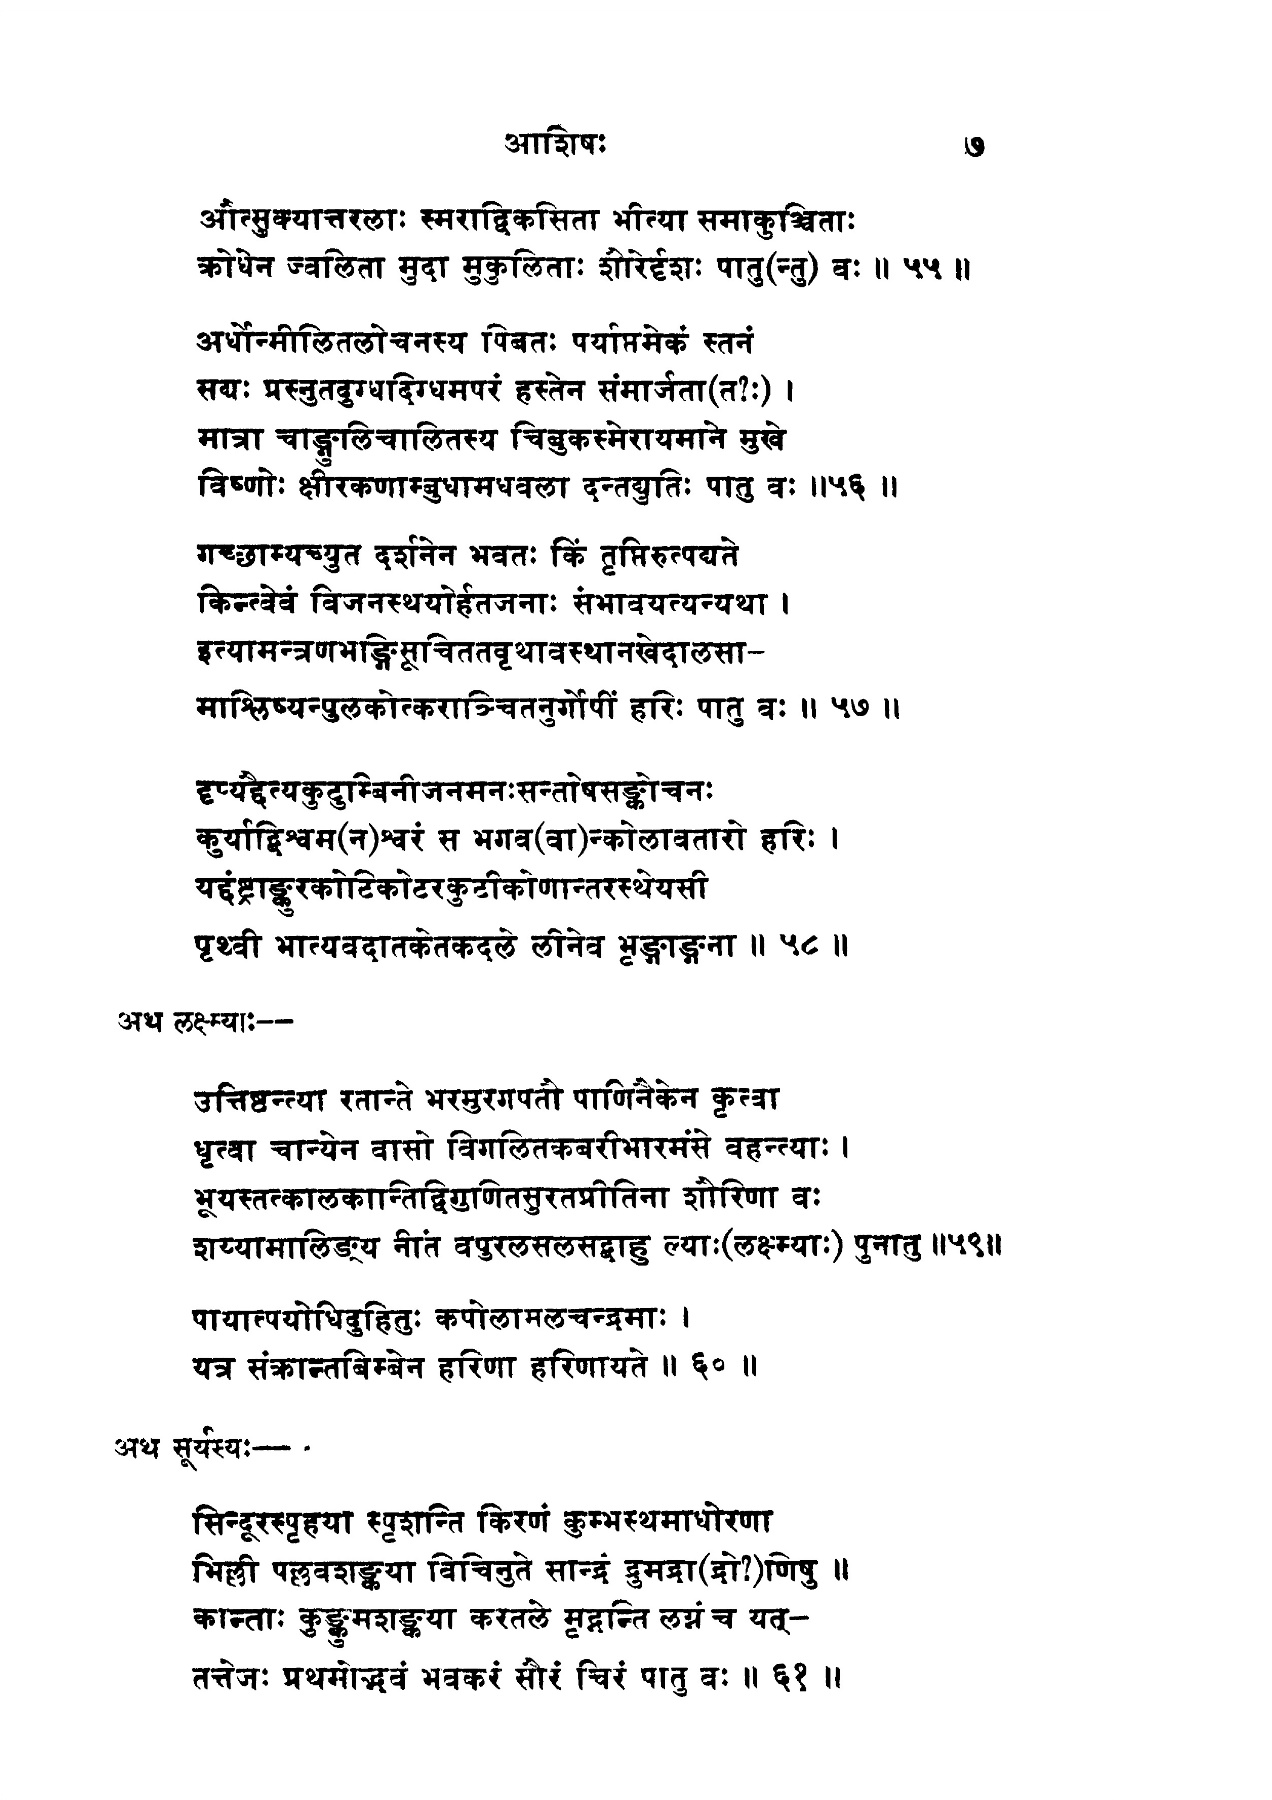 आशिषः ७
औत्सुक्यात्तरलाः स्मराद्विकसिता भीत्या समाकुञ्चिताः
क्रोधेन ज्वलिता मुदा मुकुलिताः शौरेर्दृशः पातु(न्तु) वः ॥ ५५ ॥
अर्धोन्मीलितलोचनस्य पिबतः पर्याप्तमेकं स्तनं
सद्यः प्रस्नुतदुग्धदिग्धमपरं हस्तेन संमार्जता(त?ः) ।
मात्रा चाङ्गुलिचालितस्य चिबुकस्मेरायमाने मुखे
विष्णोः क्षीरकणाम्बुधामधवला दन्तद्युतिः पातु वः ॥५६ ॥
गच्छाम्यच्युत दर्शनेन भवतः किं तृप्तिरुत्पद्यते
किन्त्वेवं विजनस्थयोर्हतजनाः संभावयत्यन्यथा ।
इत्यामन्त्रणभङ्गिसूचिततवृथावस्थानखेदालसा-
माश्लिष्यन्पुलकोत्कराञ्चितनुर्गोपीं हरिः पातु वः ॥ ५७ ॥
दृप्यद्दैत्यकुटुम्बिनीजनमनःसन्तोषसङ्कोचनः
कुर्याद्विश्वम(न)श्वरं स भगव(वा)न्कोलावतारो हरिः ।
यद्दंष्ट्राङ्कुरकोटिकोटरकुटीकोणान्तरस्थेयसी
पृथ्वी भात्यवदातकेतकदले लीनेव भृङ्गाङ्गना ॥ ५८ ॥
अथ लक्ष्म्याः--
उत्तिष्ठन्त्या रतान्ते भरमुरगपतौ पाणिनैकेन कृत्वा
धृत्वा चान्येन वासो विगलितकबरीभारमंसे वहन्त्याः ।
भूयस्तत्कालकान्तिद्विगुणितसुरतप्रीतिना शौरिणा वः
शय्यामालिङ्ग्य नीतं वपुरलसलसद्बाहु ल्याः(लक्ष्म्याः) पुनातु ॥५९॥
पायात्पयोधिदुहितुः कपोलामलचन्द्रमाः ।
यत्र संक्रान्तबिम्बेन हरिणा हरिणायते ॥ ६० ॥
अथ सूर्यस्यः—
सिन्दूरस्पृहया स्पृशन्ति किरणं कुम्भस्थमाधोरणा
भिल्ली पल्लवशङ्कया विचिनुते सान्द्रं द्रुमद्रा(द्रो?)णिषु ॥
कान्ताः कुङ्कुमशङ्कया करतले मृद्गन्ति लग्नं च यत्-
तत्तेजः प्रथमोद्भवं भवकरं सौरं चिरं पातु वः ॥ ६१ ॥